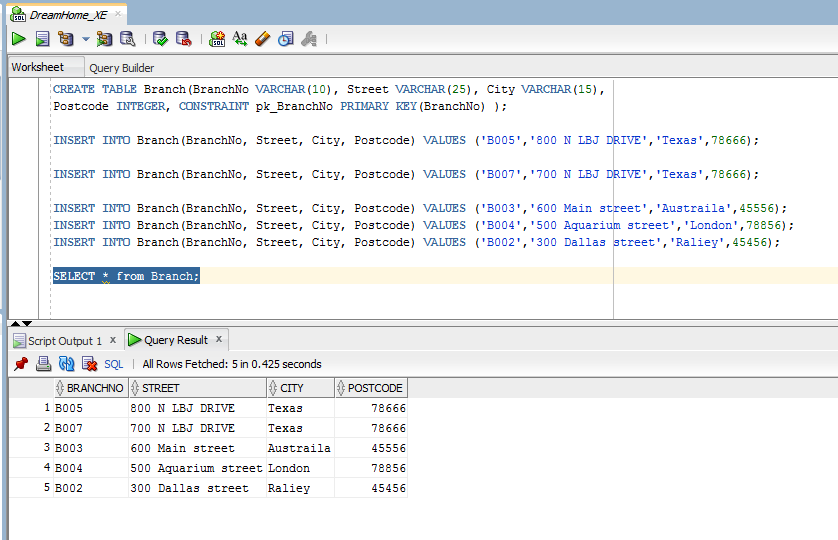 DreamHome_XE
Worksheet Query Builder
CREATE TABLE Branch(BranchNo VARCHAR(10), Street VARCHAR(25), City VARCHAR(15),
Postcode INTEGER, CONSTRAINT pk_BranchNo PRIMARY KEY(BranchNo) );
INSERT INTO Branch(BranchNo, Street, City, Postcode) VALUES ('B005','800 N LBJ DRIVE','Texas',78666);
INSERT INTO Branch(BranchNo, Street, City, Postcode) VALUES ('B007','700 N LBJ DRIVE','Texas',78666);
INSERT INTO Branch(BranchNo, Street, City, Postcode) VALUES ('B003','600 Main street','Austraila',45556);
INSERT INTO Branch(BranchNo, Street, City, Postcode) VALUES ('B004','500 Aquarium street','London',78856);
INSERT INTO Branch(BranchNo, Street, City, Postcode) VALUES ('B002','300 Dallas street','Raliey',45456);
SELECT * from Branch;
Script Output 1 x Query Result x
SQL | All Rows Fetched: 5 in 0.425 seconds
BRANCHNO STREET CITY POSTCODE
1 B005 800 N LBJ DRIVE Texas 78666
2 B007 700 N LBJ DRIVE Texas 78666
3 B003 600 Main street Austraila 45556
4 B004 500 Aquarium street London 78856
5 B002 300 Dallas street Raliey 45456